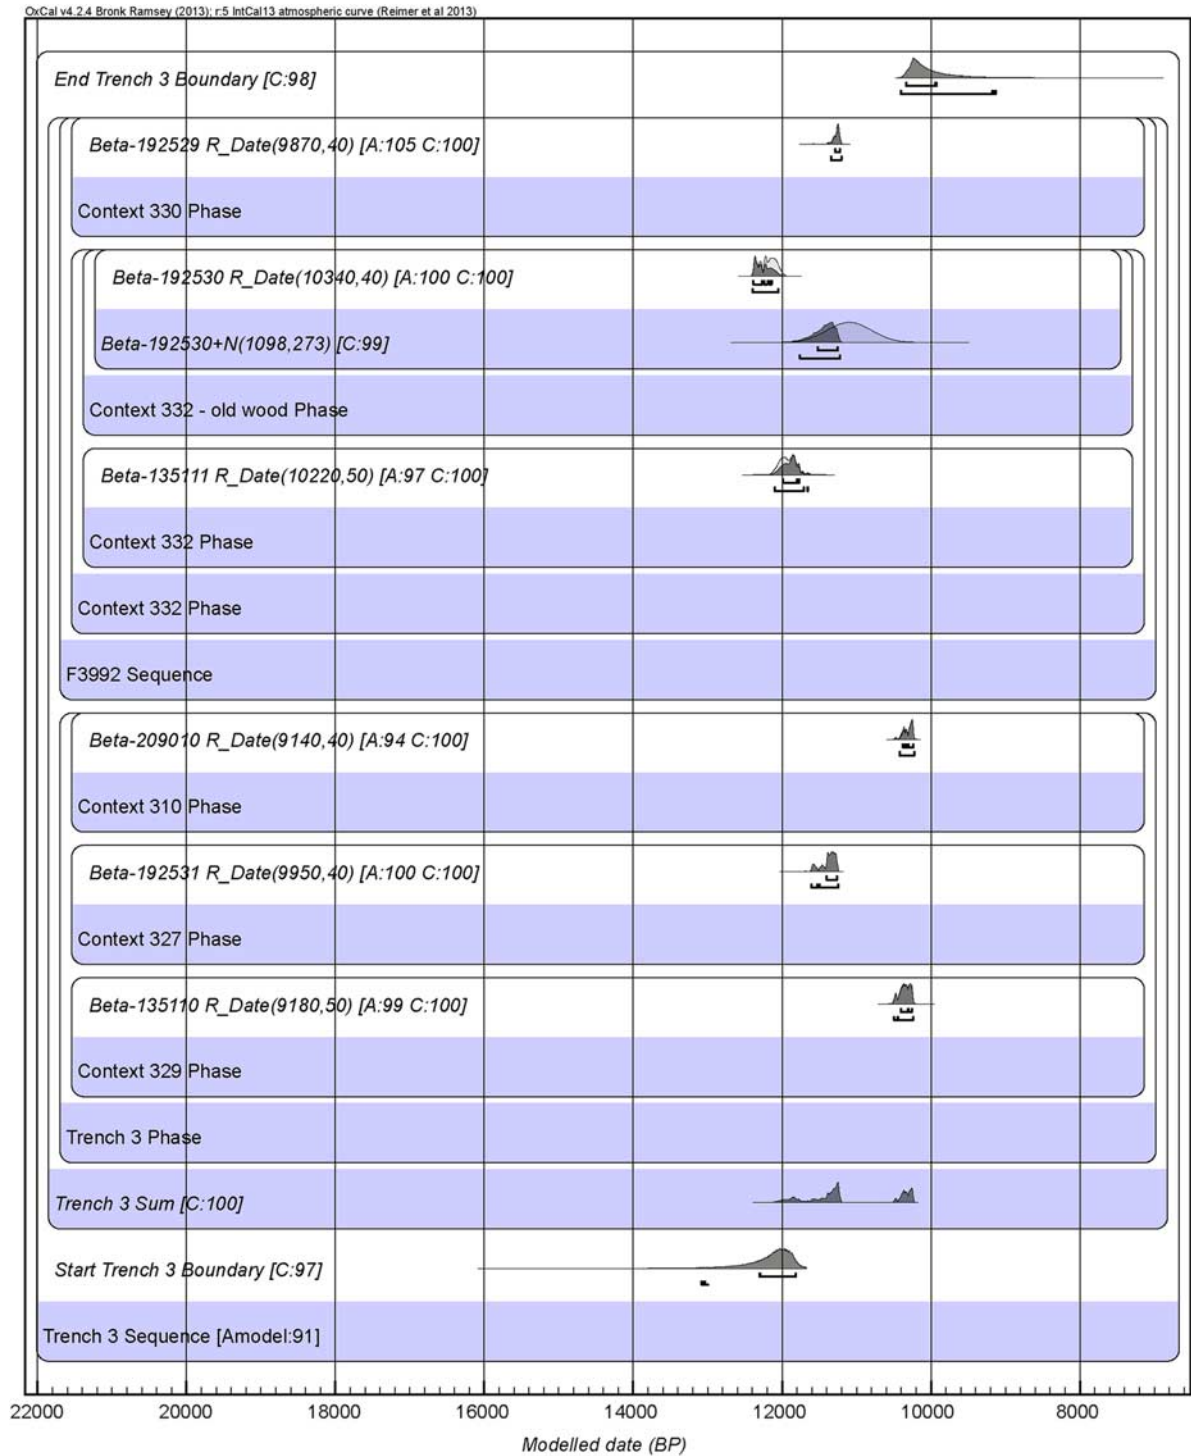 OxCal v4.2.4 Bronk Ramsey (2013); r:5 IntCal13 atmospheric curve (Reimer et al 2013)
End Trench 3 Boundary [C:98]
Beta-192529 R_Date(9870,40) [A:105 C:100]
Context 330 Phase
Beta-192530 R_Date(10340,40) [A:100 C:100]
Beta-192530+N(1098,273) [C:99]
Context 332 - old wood Phase
Beta-135111 R_Date(10220,50) [A:97 C:100]
Context 332 Phase
Context 332 Phase
F3992 Sequence
Beta-209010 R_Date(9140,40) [A:94 C:100]
Context 310 Phase
Beta-192531 R_Date(9950,40) [A:100 C:100]
Context 327 Phase
Beta-135110 R_Date(9180,50) [A:99 C:100]
Context 329 Phase
Trench 3 Phase
Trench 3 Sum [C:100]
Start Trench 3 Boundary [C:97]
Trench 3 Sequence [Amodel:91]
22000 20000 18000 16000 14000 12000 10000 8000
Modelled date (BP)